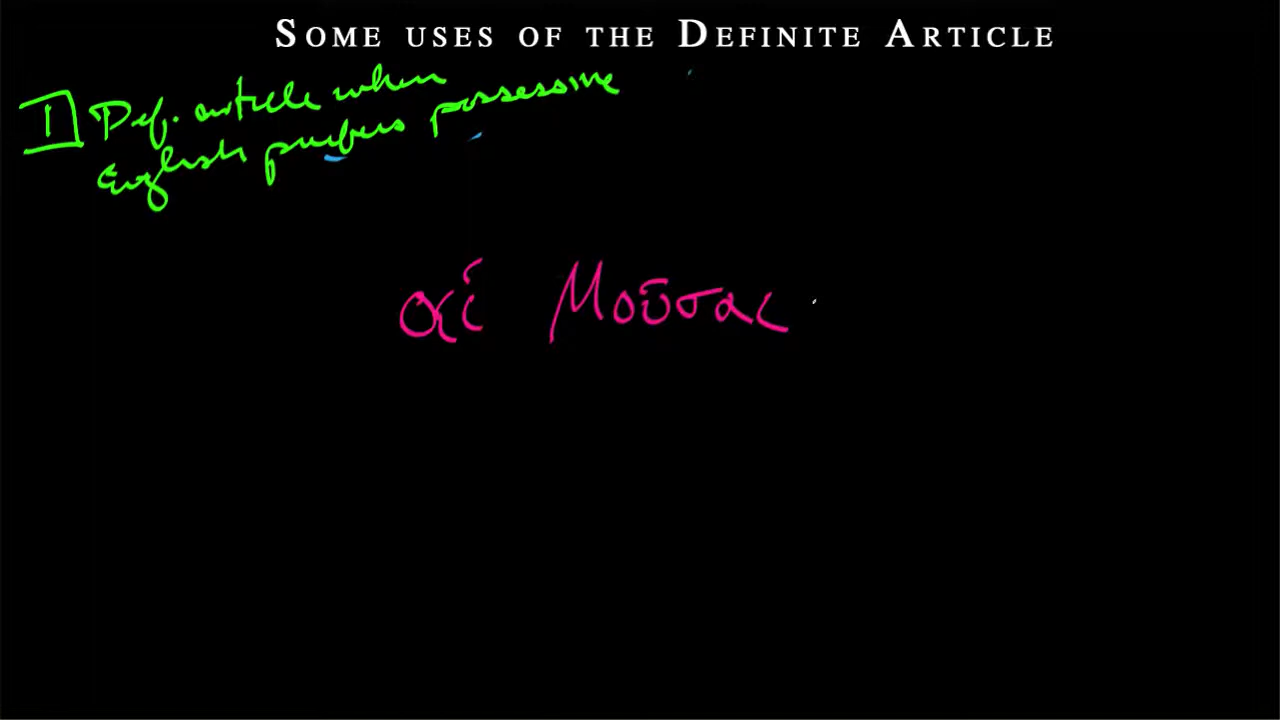 Some uses of the Definite Article
I Def. article when
English prefers possessive
αἱ Μοῦσαι